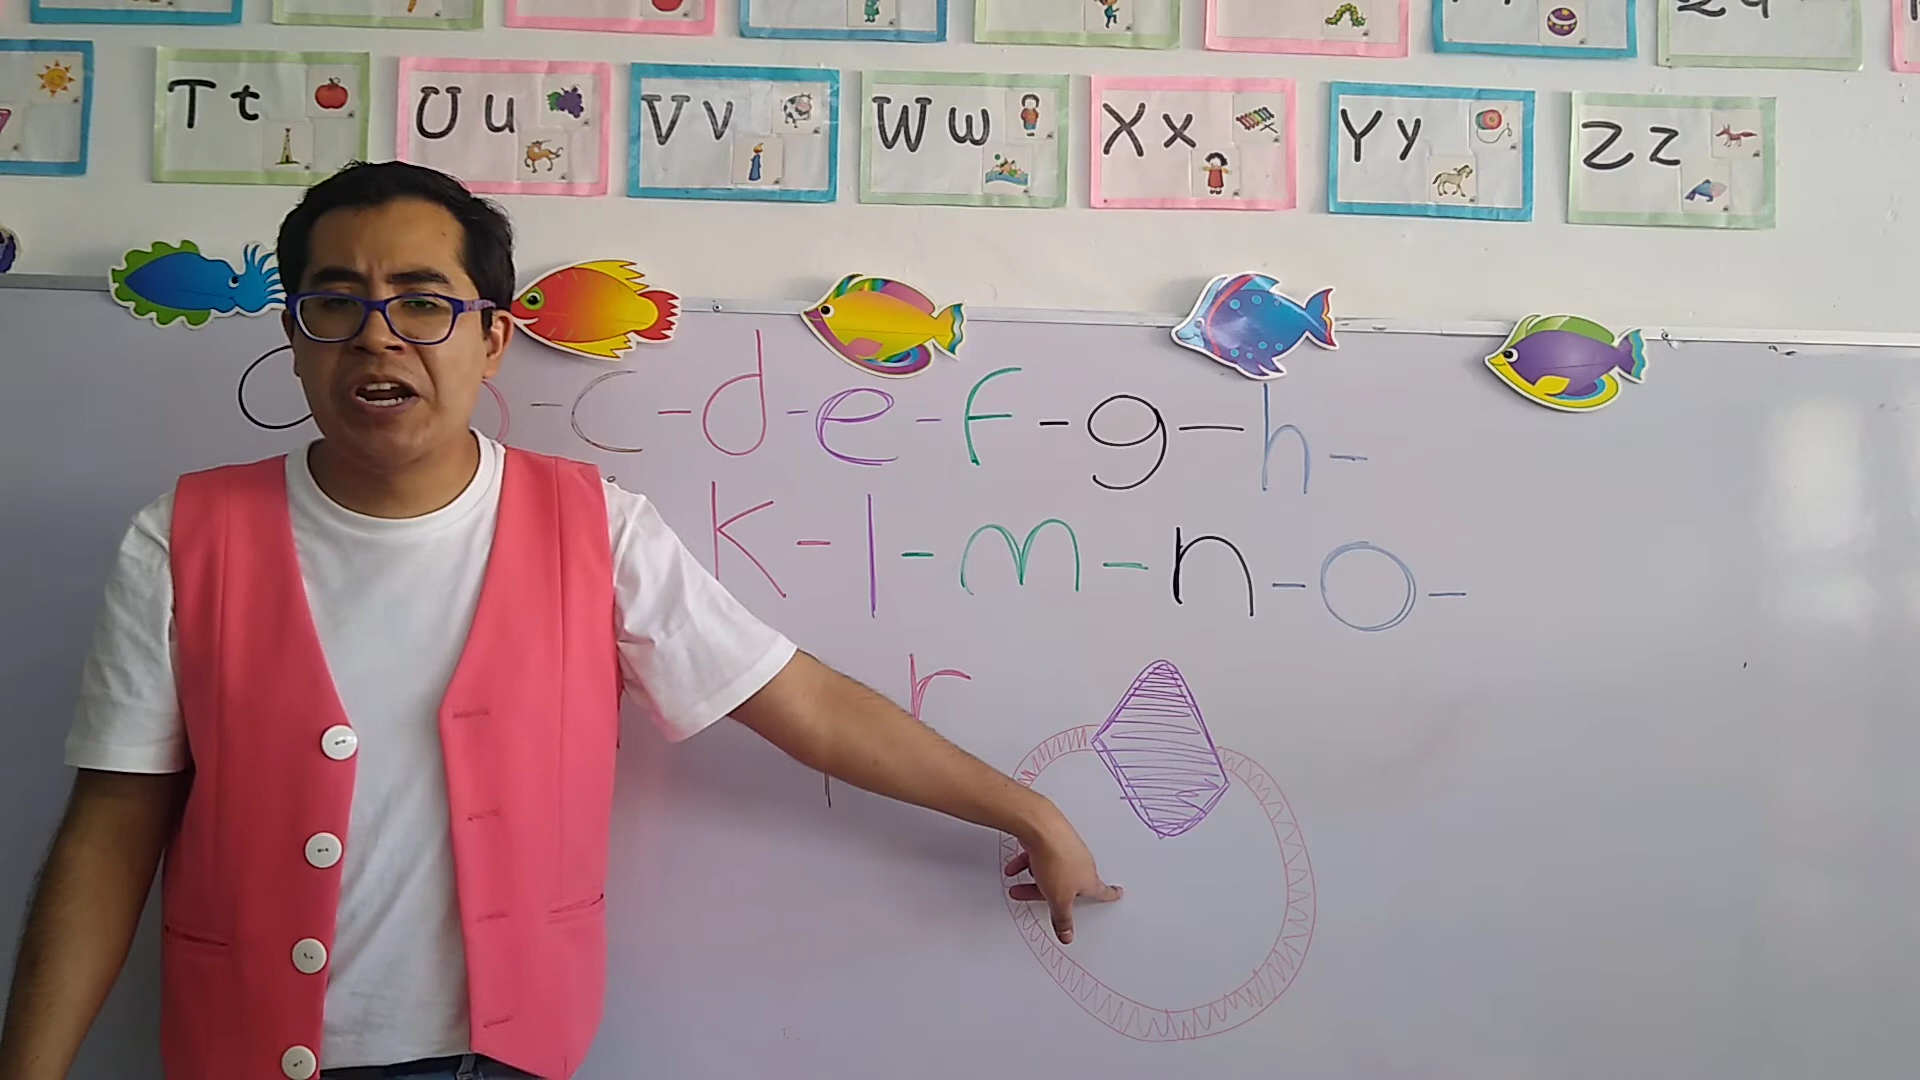 Tt Uu Vv Ww Xx Yy Zz
- c - d - e - f - g - h -
k - l - m - n - o -
r